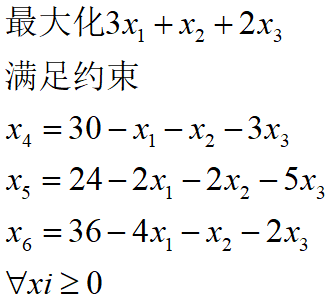 最大化3x₁ + x₂ + 2x₃
满足约束
x₄ = 30 − x₁ − x₂ − 3x₃
x₅ = 24 − 2x₁ − 2x₂ − 5x₃
x₆ = 36 − 4x₁ − x₂ − 2x₃
∀xi ≥ 0